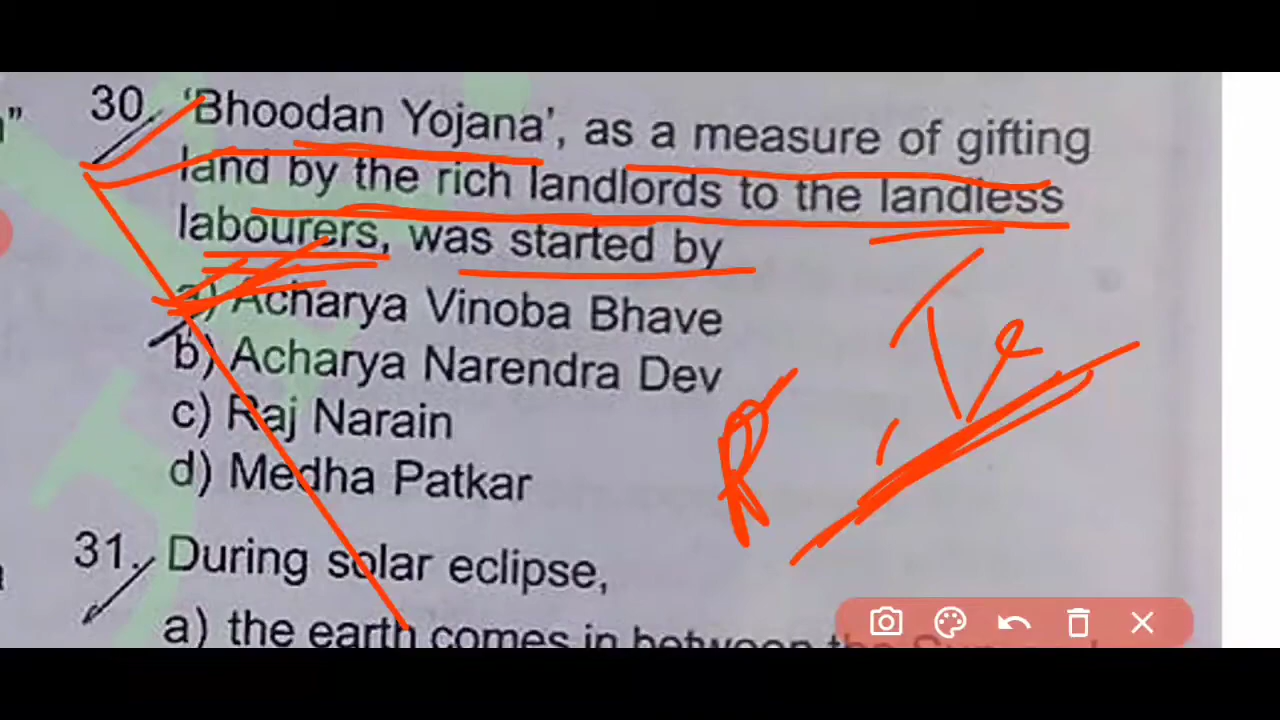 30. 'Bhoodan Yojana', as a measure of gifting
land by the rich landlords to the landless
labourers, was started by
a) Acharya Vinoba Bhave
b) Acharya Narendra Dev
c) Raj Narain
d) Medha Patkar
31. During solar eclipse,
a) the earth comes in between the Sun